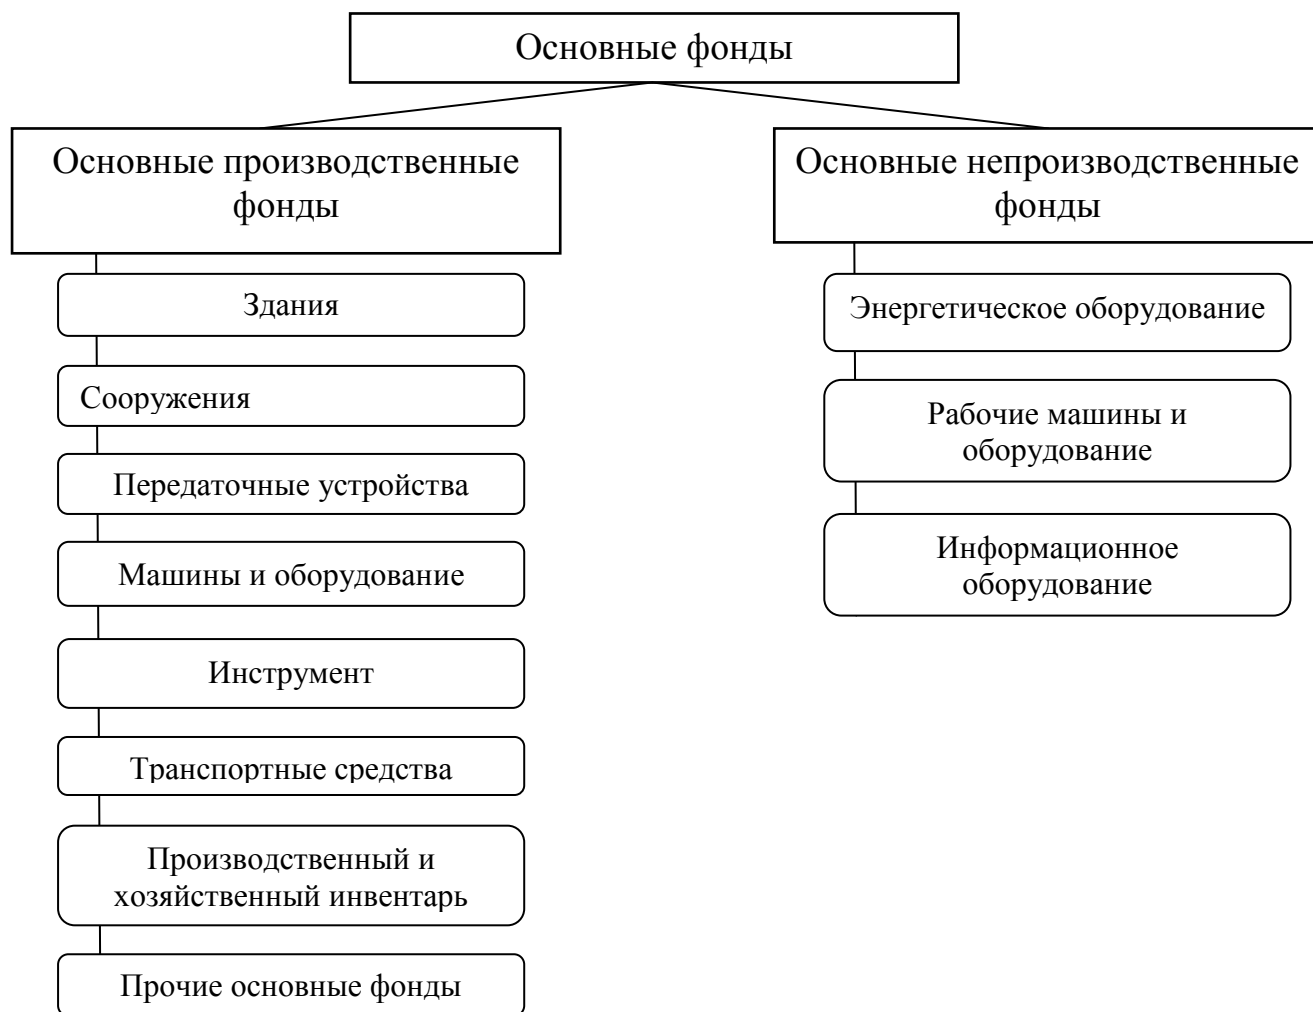 Основные фонды
Основные производственные
фонды
Здания
Сооружения
Передаточные устройства
Машины и оборудование
Инструмент
Транспортные средства
Производственный и
хозяйственный инвентарь
Прочие основные фонды
Основные непроизводственные
фонды
Энергетическое оборудование
Рабочие машины и
оборудование
Информационное
оборудование